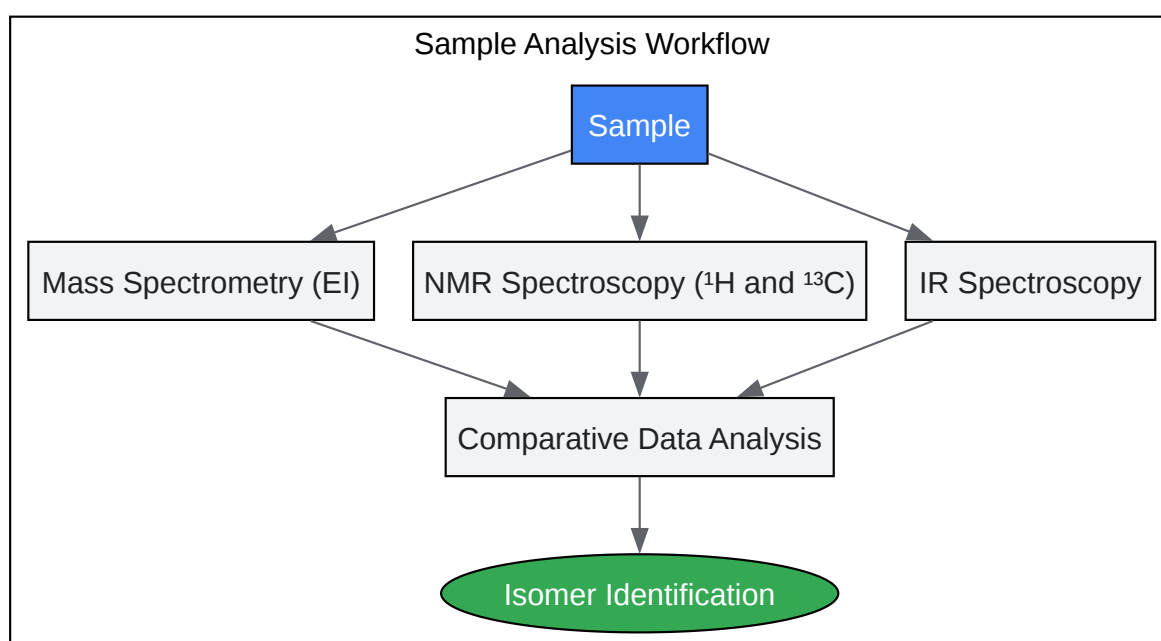 Sample Analysis Workflow
Sample
Mass Spectrometry (EI)
NMR Spectroscopy (¹H and ¹³C)
IR Spectroscopy
Comparative Data Analysis
Isomer Identification